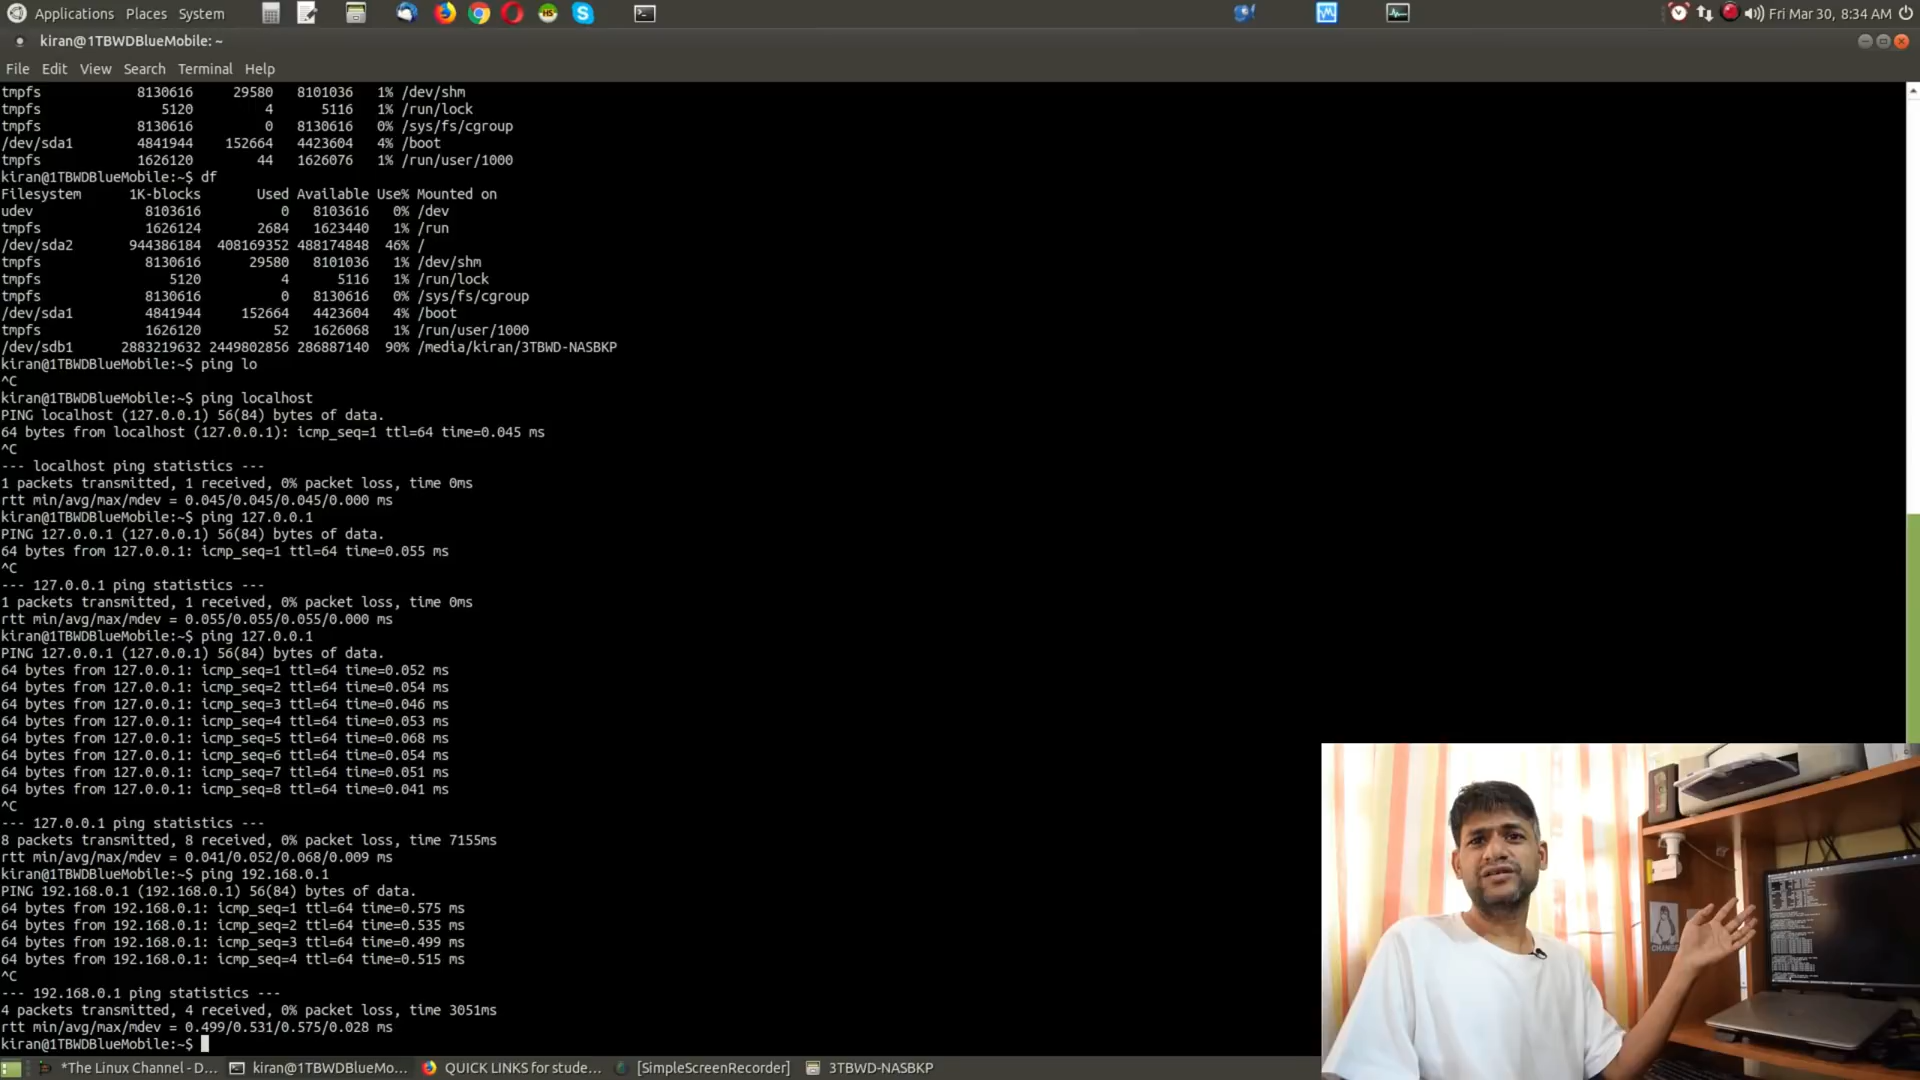 Applications Places System
Fri Mar 30, 8:34 AM
kiran@1TBWDBlueMobile: ~
File Edit View Search Terminal Help
tmpfs 8130616 29580 8101036 1% /dev/shm
tmpfs 5120 4 5116 1% /run/lock
tmpfs 8130616 0 8130616 0% /sys/fs/cgroup
/dev/sda1 4841944 152664 4423604 4% /boot
tmpfs 1626120 44 1626076 1% /run/user/1000
kiran@1TBWDBlueMobile:~$ df
Filesystem 1K-blocks Used Available Use% Mounted on
udev 8103616 0 8103616 0% /dev
tmpfs 1626124 2684 1623440 1% /run
/dev/sda2 944386184 408169352 488174848 46% /
tmpfs 8130616 29580 8101036 1% /dev/shm
tmpfs 5120 4 5116 1% /run/lock
tmpfs 8130616 0 8130616 0% /sys/fs/cgroup
/dev/sda1 4841944 152664 4423604 4% /boot
tmpfs 1626120 52 1626068 1% /run/user/1000
/dev/sdb1 2883219632 2449802856 286887140 90% /media/kiran/3TBWD-NASBKP
kiran@1TBWDBlueMobile:~$ ping lo
^C
kiran@1TBWDBlueMobile:~$ ping localhost
PING localhost (127.0.0.1) 56(84) bytes of data.
64 bytes from localhost (127.0.0.1): icmp_seq=1 ttl=64 time=0.045 ms
^C
--- localhost ping statistics ---
1 packets transmitted, 1 received, 0% packet loss, time 0ms
rtt min/avg/max/mdev = 0.045/0.045/0.045/0.000 ms
kiran@1TBWDBlueMobile:~$ ping 127.0.0.1
PING 127.0.0.1 (127.0.0.1) 56(84) bytes of data.
64 bytes from 127.0.0.1: icmp_seq=1 ttl=64 time=0.055 ms
^C
--- 127.0.0.1 ping statistics ---
1 packets transmitted, 1 received, 0% packet loss, time 0ms
rtt min/avg/max/mdev = 0.055/0.055/0.055/0.000 ms
kiran@1TBWDBlueMobile:~$ ping 127.0.0.1
PING 127.0.0.1 (127.0.0.1) 56(84) bytes of data.
64 bytes from 127.0.0.1: icmp_seq=1 ttl=64 time=0.052 ms
64 bytes from 127.0.0.1: icmp_seq=2 ttl=64 time=0.054 ms
64 bytes from 127.0.0.1: icmp_seq=3 ttl=64 time=0.046 ms
64 bytes from 127.0.0.1: icmp_seq=4 ttl=64 time=0.053 ms
64 bytes from 127.0.0.1: icmp_seq=5 ttl=64 time=0.068 ms
64 bytes from 127.0.0.1: icmp_seq=6 ttl=64 time=0.054 ms
64 bytes from 127.0.0.1: icmp_seq=7 ttl=64 time=0.051 ms
64 bytes from 127.0.0.1: icmp_seq=8 ttl=64 time=0.041 ms
^C
--- 127.0.0.1 ping statistics ---
8 packets transmitted, 8 received, 0% packet loss, time 7155ms
rtt min/avg/max/mdev = 0.041/0.052/0.068/0.009 ms
kiran@1TBWDBlueMobile:~$ ping 192.168.0.1
PING 192.168.0.1 (192.168.0.1) 56(84) bytes of data.
64 bytes from 192.168.0.1: icmp_seq=1 ttl=64 time=0.575 ms
64 bytes from 192.168.0.1: icmp_seq=2 ttl=64 time=0.535 ms
64 bytes from 192.168.0.1: icmp_seq=3 ttl=64 time=0.499 ms
64 bytes from 192.168.0.1: icmp_seq=4 ttl=64 time=0.515 ms
^C
--- 192.168.0.1 ping statistics ---
4 packets transmitted, 4 received, 0% packet loss, time 3051ms
rtt min/avg/max/mdev = 0.499/0.531/0.575/0.028 ms
kiran@1TBWDBlueMobile:~$
CHANGE
*The Linux Channel - D... kiran@1TBWDBlueMo... QUICK LINKS for stude... [SimpleScreenRecorder] 3TBWD-NASBKP